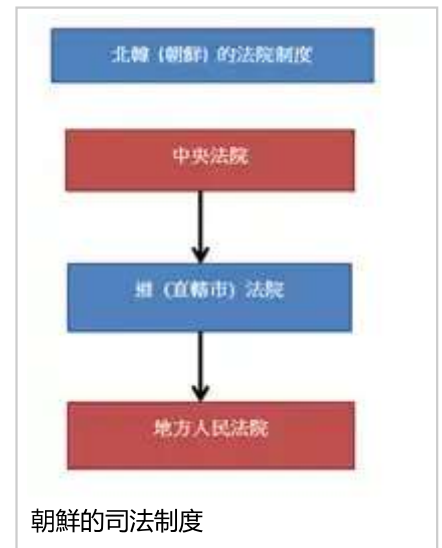 北韓（朝鮮）的法院制度
中央法院
道（直轄市）法院
地方人民法院
朝鮮的司法制度